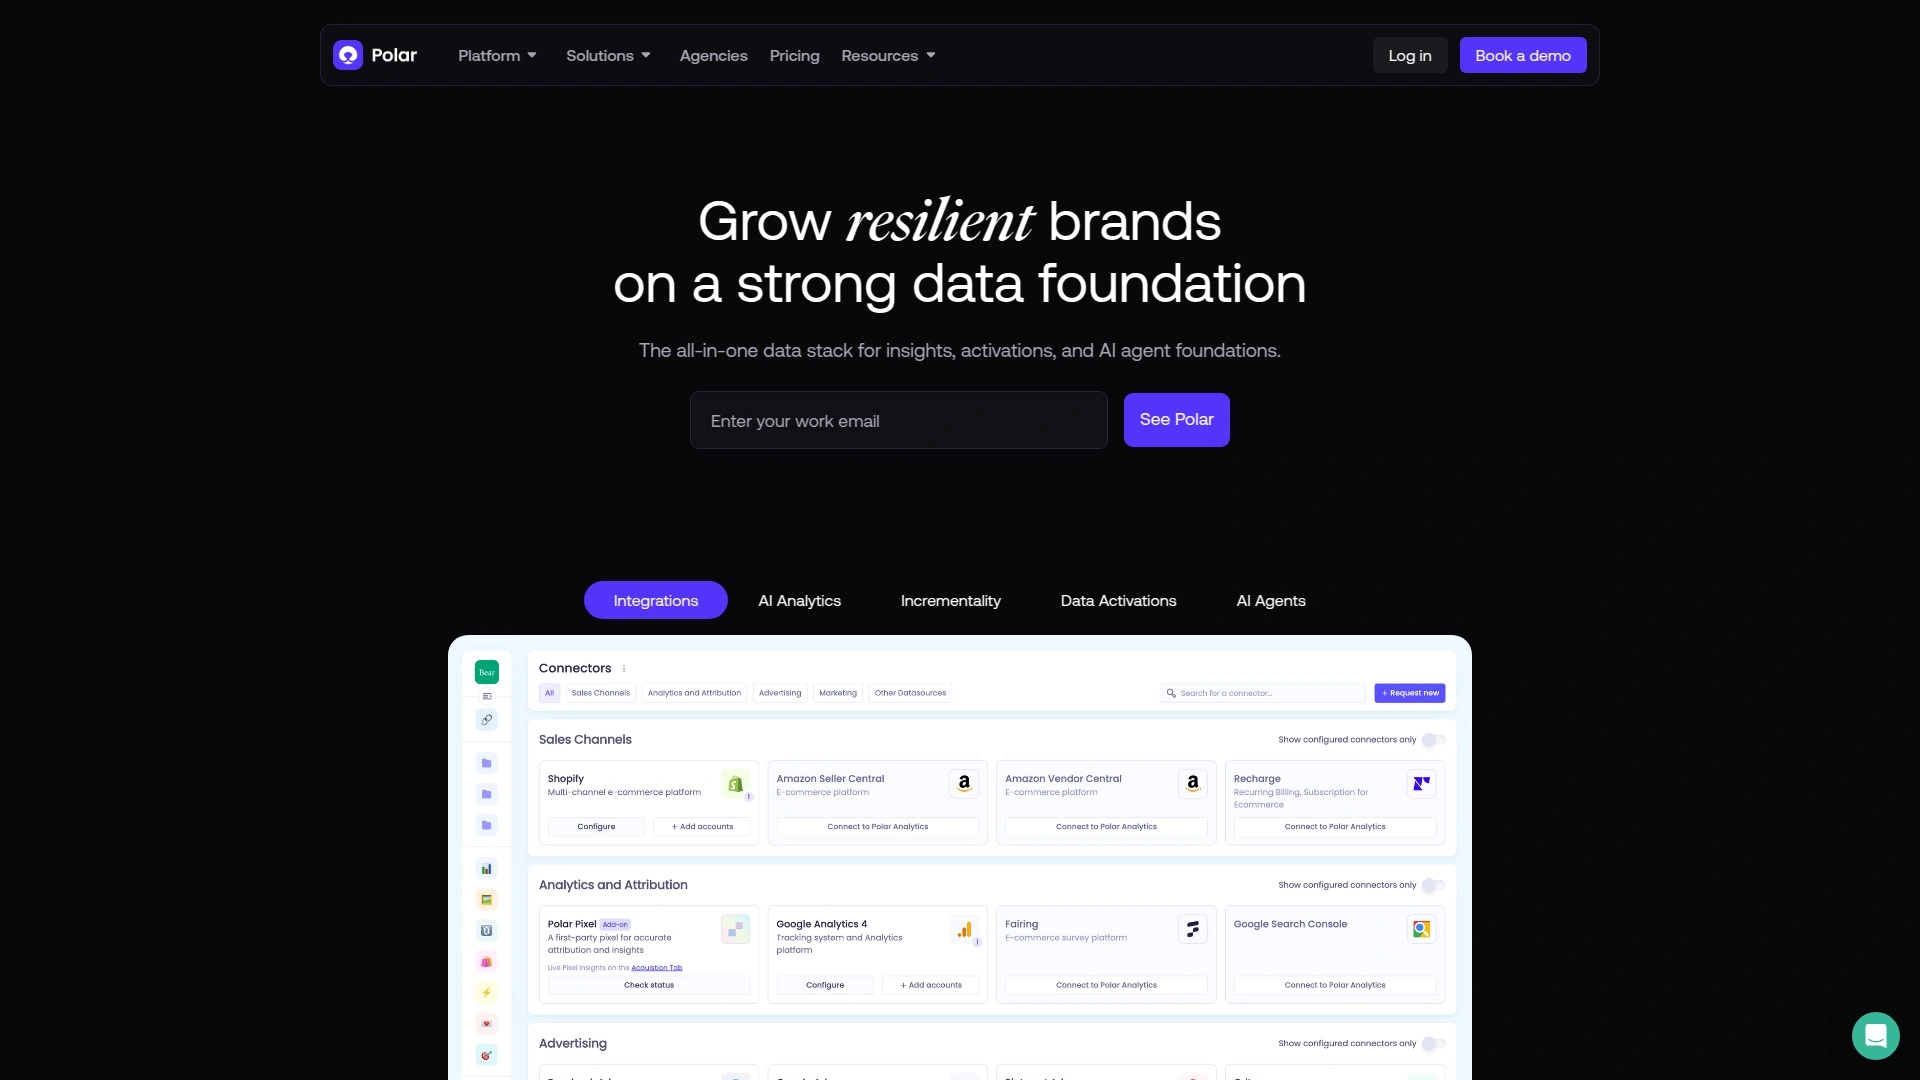 Polar
Platform
Solutions
Agencies
Pricing
Resources
Log in
Book a demo
Grow resilient brands
on a strong data foundation
The all-in-one data stack for insights, activations, and AI agent foundations.
Enter your work email
See Polar
Integrations
AI Analytics
Incrementality
Data Activations
AI Agents
Bear
Connectors
All
Sales Channels
Analytics and Attribution
Advertising
Marketing
Other Datasources
Search for a connector...
+ Request new
Sales Channels
Show configured connectors only
Shopify
Multi-channel e-commerce platform
1
Configure
+ Add accounts
Amazon Seller Central
E-commerce platform
Connect to Polar Analytics
Amazon Vendor Central
E-commerce platform
Connect to Polar Analytics
Recharge
Recurring Billing, Subscription for
Ecommerce
Connect to Polar Analytics
Analytics and Attribution
Show configured connectors only
Polar Pixel Add-on
A first-party pixel for accurate
attribution and insights
Live Pixel insights on the Acquistion Tab
Check status
Google Analytics 4
Tracking system and Analytics
platform
1
Configure
+ Add accounts
Fairing
E-commerce survey platform
Connect to Polar Analytics
Google Search Console
Connect to Polar Analytics
Advertising
Show configured connectors only